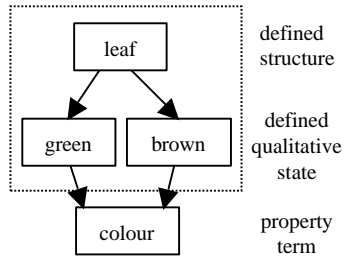 leaf
defined
structure
green
brown
defined
qualitative
state
colour
property
term